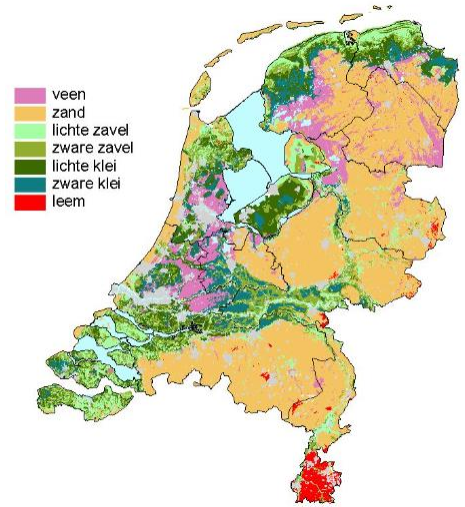 veen
zand
lichte zavel
zware zavel
lichte klei
zware klei
leem